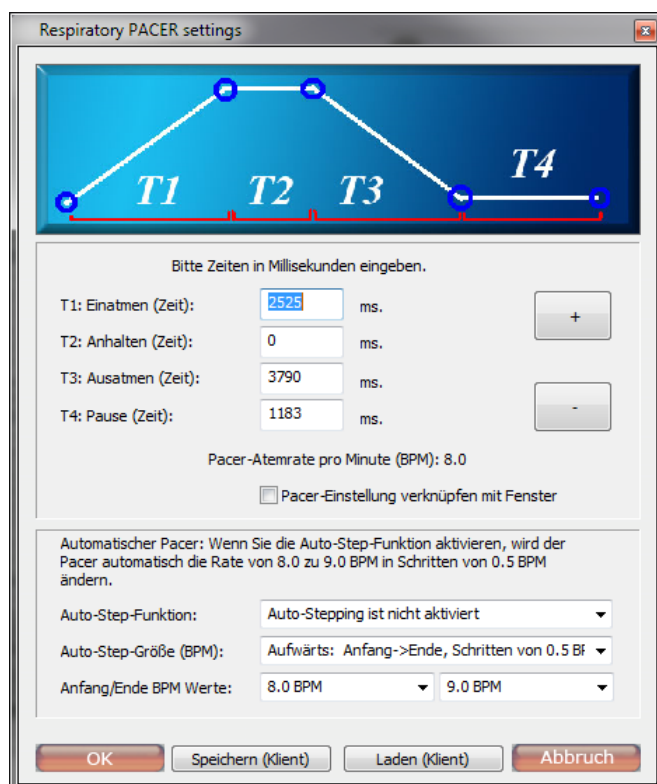 Respiratory PACER settings
T1 T2 T3 T4
Bitte Zeiten in Millisekunden eingeben.
T1: Einatmen (Zeit): 2525 ms.
+
T2: Anhalten (Zeit): 0 ms.
T3: Ausatmen (Zeit): 3790 ms.
T4: Pause (Zeit): 1183 ms.
-
Pacer-Atemrate pro Minute (BPM): 8.0
Pacer-Einstellung verknüpfen mit Fenster
Automatischer Pacer: Wenn Sie die Auto-Step-Funktion aktivieren, wird der
Pacer automatisch die Rate von 8.0 zu 9.0 BPM in Schritten von 0.5 BPM
ändern.
Auto-Step-Funktion: Auto-Stepping ist nicht aktiviert
Auto-Step-Größe (BPM): Aufwärts: Anfang->Ende, Schritten von 0.5
Anfang/Ende BPM Werte: 8.0 BPM 9.0 BPM
OK Speichern (Klient) Laden (Klient) Abbruch